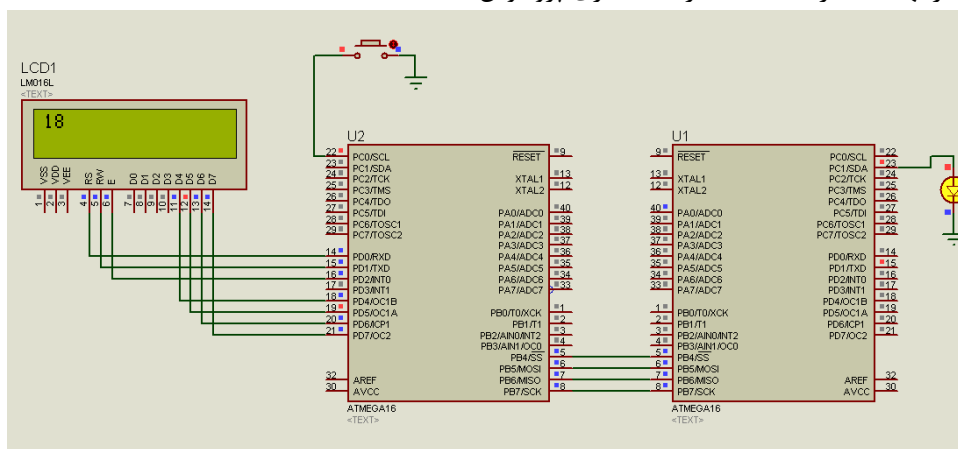 LCD1
LM016L
<TEXT>
18
VSS
VDD
VEE
RS
RW
E
D0
D1
D2
D3
D4
D5
D6
D7
1
2
3
4
5
6
7
8
9
10
11
12
13
14
U2
22 PC0/SCL
23 PC1/SDA
24 PC2/TCK
25 PC3/TMS
26 PC4/TDO
27 PC5/TDI
28 PC6/TOSC1
29 PC7/TOSC2
14 PD0/RXD
15 PD1/TXD
16 PD2/INT0
17 PD3/INT1
18 PD4/OC1B
19 PD5/OC1A
20 PD6/ICP1
21 PD7/OC2
32 AREF
30 AVCC
RESET 9
XTAL1 13
XTAL2 12
PA0/ADC0 40
PA1/ADC1 39
PA2/ADC2 38
PA3/ADC3 37
PA4/ADC4 36
PA5/ADC5 35
PA6/ADC6 34
PA7/ADC7 33
PB0/T0/XCK 1
PB1/T1 2
PB2/AIN0/INT2 3
PB3/AIN1/OC0 4
PB4/SS 5
PB5/MOSI 6
PB6/MISO 7
PB7/SCK 8
ATMEGA16
<TEXT>
U1
9 RESET
13 XTAL1
12 XTAL2
40 PA0/ADC0
39 PA1/ADC1
38 PA2/ADC2
37 PA3/ADC3
36 PA4/ADC4
35 PA5/ADC5
34 PA6/ADC6
33 PA7/ADC7
1 PB0/T0/XCK
2 PB1/T1
3 PB2/AIN0/INT2
4 PB3/AIN1/OC0
5 PB4/SS
6 PB5/MOSI
7 PB6/MISO
8 PB7/SCK
PC0/SCL 22
PC1/SDA 23
PC2/TCK 24
PC3/TMS 25
PC4/TDO 26
PC5/TDI 27
PC6/TOSC1 28
PC7/TOSC2 29
PD0/RXD 14
PD1/TXD 15
PD2/INT0 16
PD3/INT1 17
PD4/OC1B 18
PD5/OC1A 19
PD6/ICP1 20
PD7/OC2 21
AREF 32
AVCC 30
ATMEGA16
<TEXT>